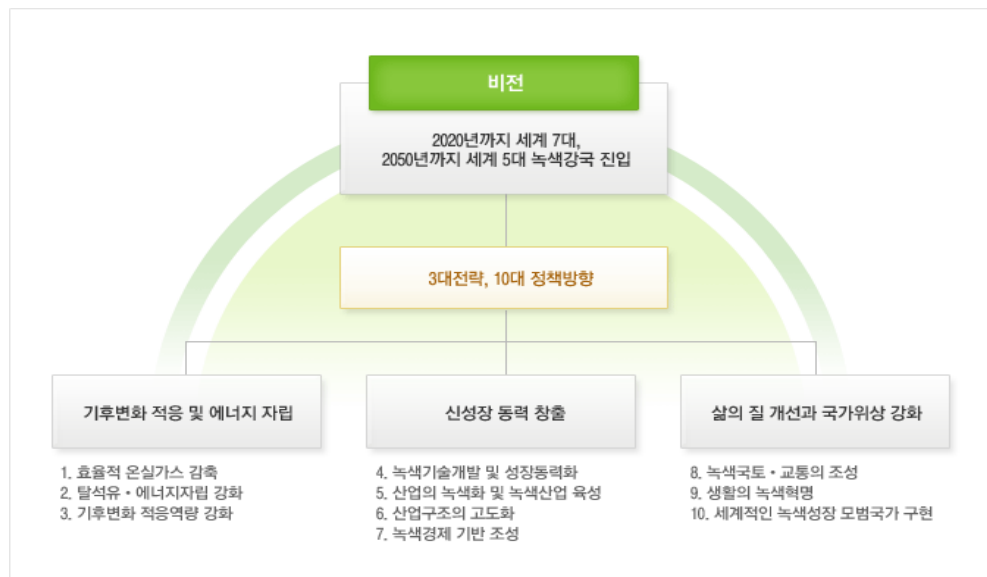 비전
2020년까지 세계 7대,
2050년까지 세계 5대 녹색강국 진입
3대전략, 10대 정책방향
기후변화 적응 및 에너지 자립
1. 효율적 온실가스 감축
2. 탈석유・에너지자립 강화
3. 기후변화 적응역량 강화
신성장 동력 창출
4. 녹색기술개발 및 성장동력화
5. 산업의 녹색화 및 녹색산업 육성
6. 산업구조의 고도화
7. 녹색경제 기반 조성
삶의 질 개선과 국가위상 강화
8. 녹색국토・교통의 조성
9. 생활의 녹색혁명
10. 세계적인 녹색성장 모범국가 구현